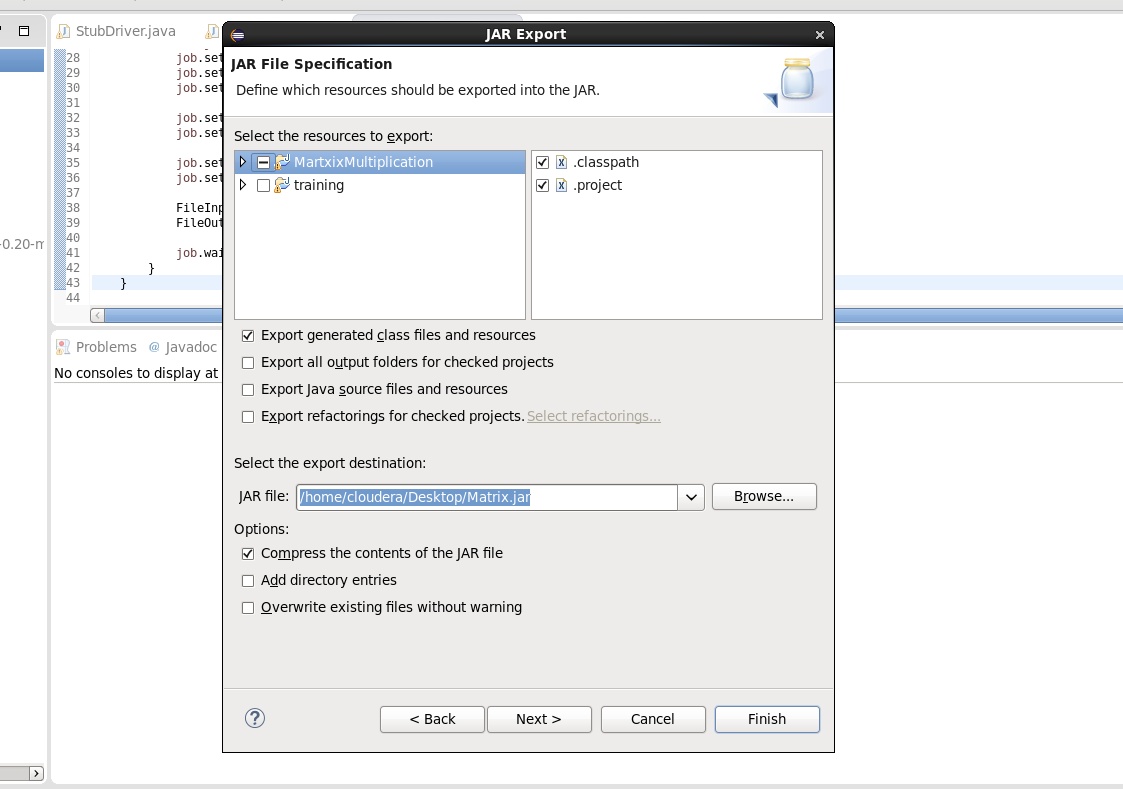 JAR Export
StubDriver.java
JAR File Specification
Define which resources should be exported into the JAR.
28 job.set
29 job.set
30 job.set
31
32 job.set
33 job.set
34
35 job.set
36 job.set
37
38 FileInp
39 FileOut
40
41 job.wai
42 }
43 }
44
-0.20-m
Select the resources to export:
MartxixMultiplication
training
.classpath
.project
Export generated class files and resources
Export all output folders for checked projects
Export Java source files and resources
Export refactorings for checked projects. Select refactorings...
Problems @ Javadoc
No consoles to display at
Select the export destination:
JAR file: /home/cloudera/Desktop/Matrix.jar Browse...
Options:
Compress the contents of the JAR file
Add directory entries
Overwrite existing files without warning
? < Back Next > Cancel Finish